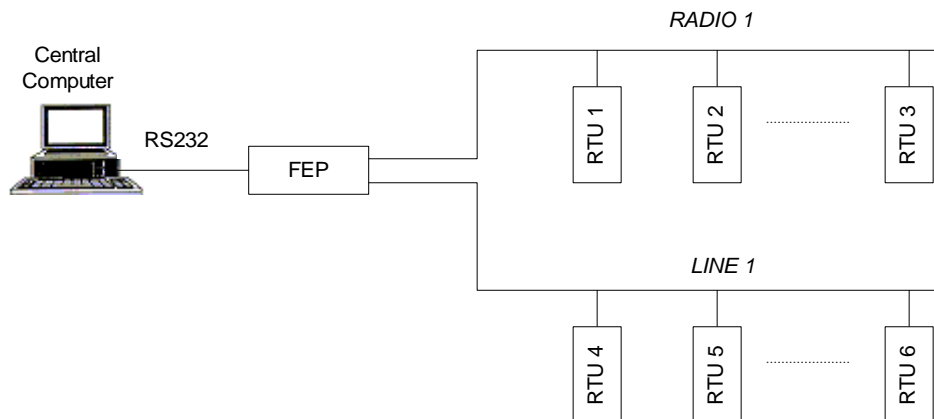 RADIO 1
Central
Computer
RS232
FEP
RTU 1
RTU 2
RTU 3
LINE 1
RTU 4
RTU 5
RTU 6